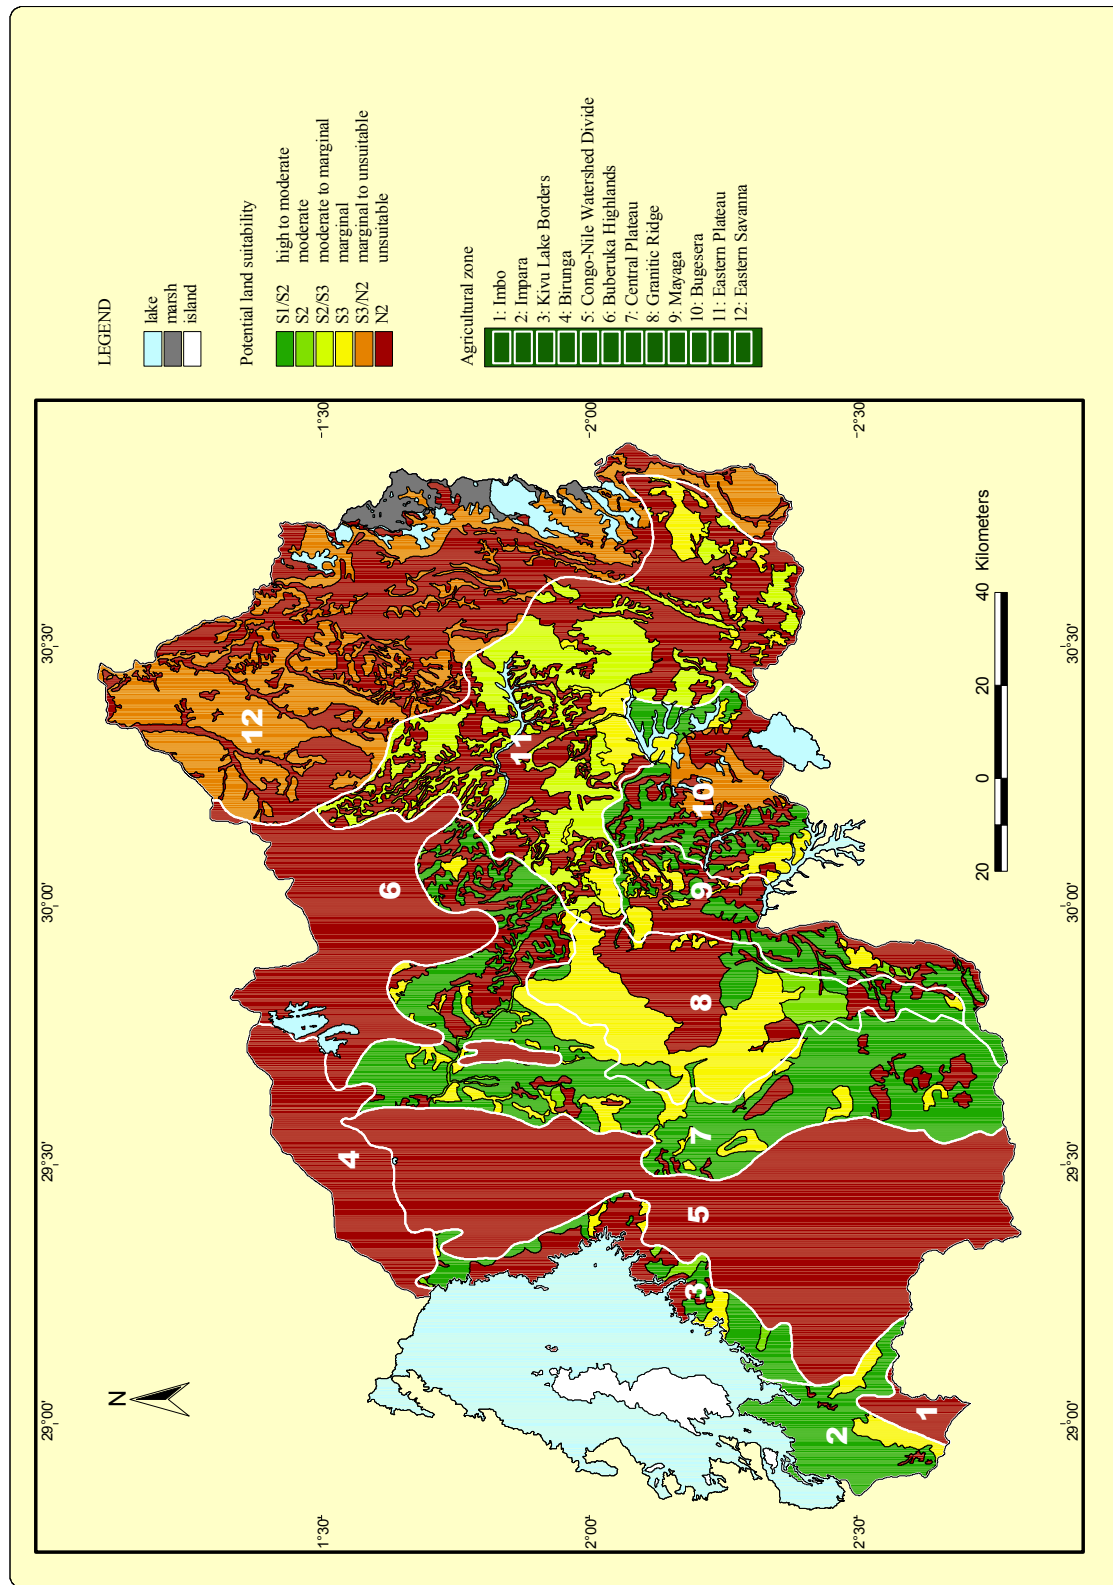 LEGEND
lake
marsh
island
Potential land suitability
S1/S2 high to moderate
S2 moderate
S2/S3 moderate to marginal
S3 marginal
S3/N2 marginal to unsuitable
N2 unsuitable
Agricultural zone
1: Imbo
2: Impara
3: Kivu Lake Borders
4: Birunga
5: Congo-Nile Watershed Divide
6: Buberuka Highlands
7: Central Plateau
8: Granitic Ridge
9: Mayaga
10: Bugesera
11: Eastern Plateau
12: Eastern Savanna
N
29°00'
29°30'
30°00'
30°30'
1°30'
2°00'
2°30'
-1°30
-2°00
-2°30
29°00'
29°30'
30°00'
30°30'
1
2
3
4
5
6
7
8
9
10
11
12
20 0 20 40 Kilometers